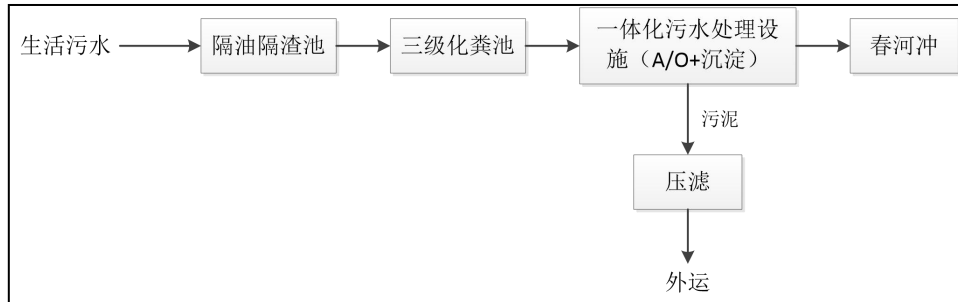 生活污水
隔油隔渣池
三级化粪池
一体化污水处理设
施（A/O+沉淀）
春河冲
污泥
压滤
外运